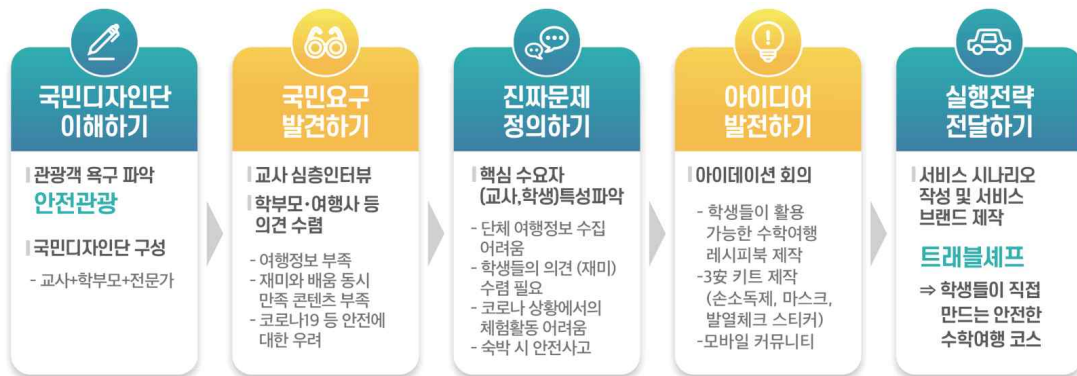 국민디자인단
이해하기
관광객 욕구 파악
안전관광
국민디자인단 구성
- 교사+학부모+전문가
국민요구
발견하기
교사 심층인터뷰
학부모·여행사 등
의견 수렴
- 여행정보 부족
- 재미와 배움 동시
만족 콘텐츠 부족
- 코로나19 등 안전에
대한 우려
진짜문제
정의하기
핵심 수요자
(교사,학생)특성파악
- 단체 여행정보 수집
어려움
- 학생들의 의견 (재미)
수렴 필요
- 코로나 상황에서의
체험활동 어려움
- 숙박 시 안전사고
아이디어
발전하기
아이데이션 회의
- 학생들이 활용
가능한 수학여행
레시피북 제작
-3安 키트 제작
(손소독제, 마스크,
발열체크 스티커)
-모바일 커뮤니티
실행전략
전달하기
서비스 시나리오
작성 및 서비스
브랜드 제작
트래블셰프
⇒ 학생들이 직접
만드는 안전한
수학여행 코스